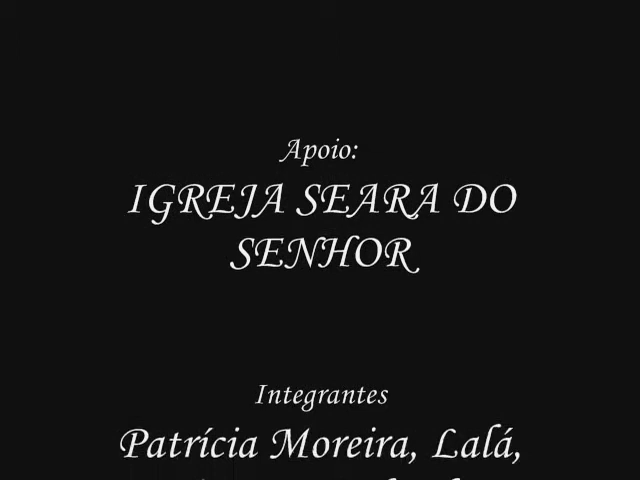 Apoio:
IGREJA SEARA DO
SENHOR
Integrantes
Patrícia Moreira, Lalá,